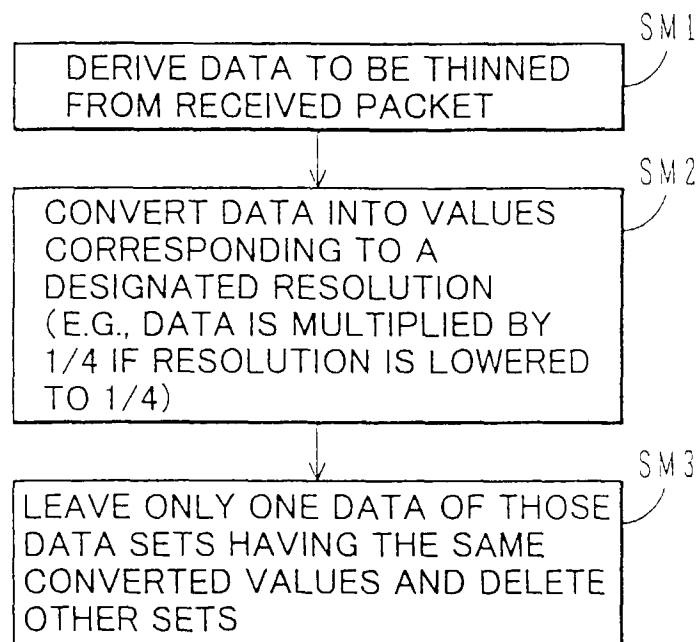 SM1
DERIVE DATA TO BE THINNED
FROM RECEIVED PACKET
SM2
CONVERT DATA INTO VALUES
CORRESPONDING TO A
DESIGNATED RESOLUTION
(E.G., DATA IS MULTIPLIED BY
1/4 IF RESOLUTION IS LOWERED
TO 1/4)
SM3
LEAVE ONLY ONE DATA OF THOSE
DATA SETS HAVING THE SAME
CONVERTED VALUES AND DELETE
OTHER SETS